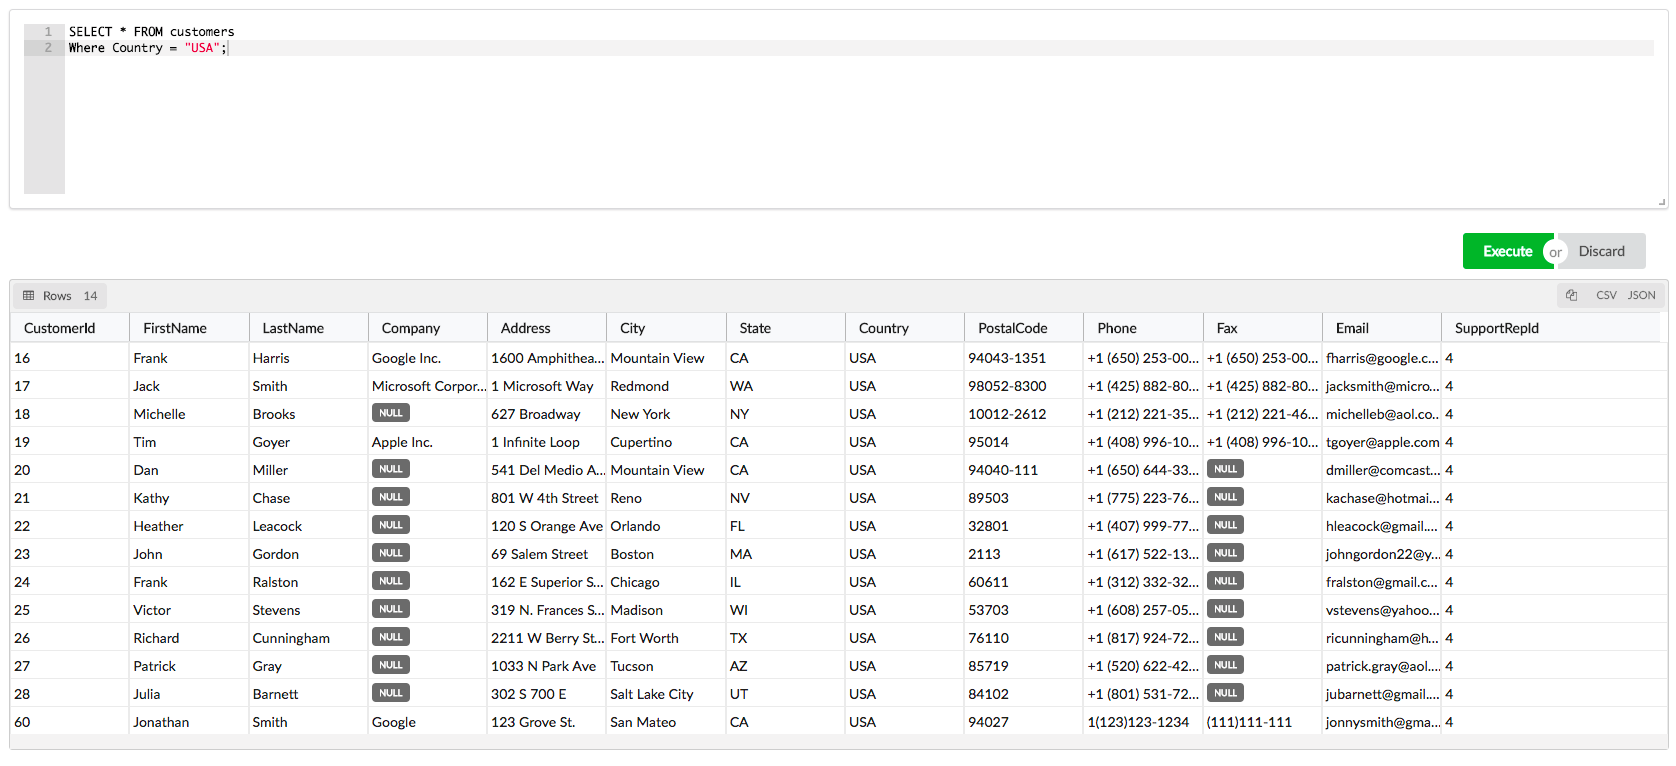 1 SELECT * FROM customers
2 Where Country = "USA";
Execute or Discard
Rows 14 CSV JSON
CustomerId FirstName LastName Company Address City State Country PostalCode Phone Fax Email SupportRepId
16 Frank Harris Google Inc. 1600 Amphithea... Mountain View CA USA 94043-1351 +1 (650) 253-00... +1 (650) 253-00... fharris@google.c... 4
17 Jack Smith Microsoft Corpor... 1 Microsoft Way Redmond WA USA 98052-8300 +1 (425) 882-80... +1 (425) 882-80... jacksmith@micro... 4
18 Michelle Brooks NULL 627 Broadway New York NY USA 10012-2612 +1 (212) 221-35... +1 (212) 221-46... michelleb@aol.co... 4
19 Tim Goyer Apple Inc. 1 Infinite Loop Cupertino CA USA 95014 +1 (408) 996-10... +1 (408) 996-10... tgoyer@apple.com 4
20 Dan Miller NULL 541 Del Medio A... Mountain View CA USA 94040-111 +1 (650) 644-33... NULL dmiller@comcast... 4
21 Kathy Chase NULL 801 W 4th Street Reno NV USA 89503 +1 (775) 223-76... NULL kachase@hotmai... 4
22 Heather Leacock NULL 120 S Orange Ave Orlando FL USA 32801 +1 (407) 999-77... NULL hleacock@gmail.... 4
23 John Gordon NULL 69 Salem Street Boston MA USA 2113 +1 (617) 522-13... NULL johngordon22@y... 4
24 Frank Ralston NULL 162 E Superior S... Chicago IL USA 60611 +1 (312) 332-32... NULL fralston@gmail.c... 4
25 Victor Stevens NULL 319 N. Frances S... Madison WI USA 53703 +1 (608) 257-05... NULL vstevens@yahoo... 4
26 Richard Cunningham NULL 2211 W Berry St... Fort Worth TX USA 76110 +1 (817) 924-72... NULL ricunningham@h... 4
27 Patrick Gray NULL 1033 N Park Ave Tucson AZ USA 85719 +1 (520) 622-42... NULL patrick.gray@aol.... 4
28 Julia Barnett NULL 302 S 700 E Salt Lake City UT USA 84102 +1 (801) 531-72... NULL jubarnett@gmail.... 4
60 Jonathan Smith Google 123 Grove St. San Mateo CA USA 94027 1(123)123-1234 (111)111-111 jonnysmith@gma... 4